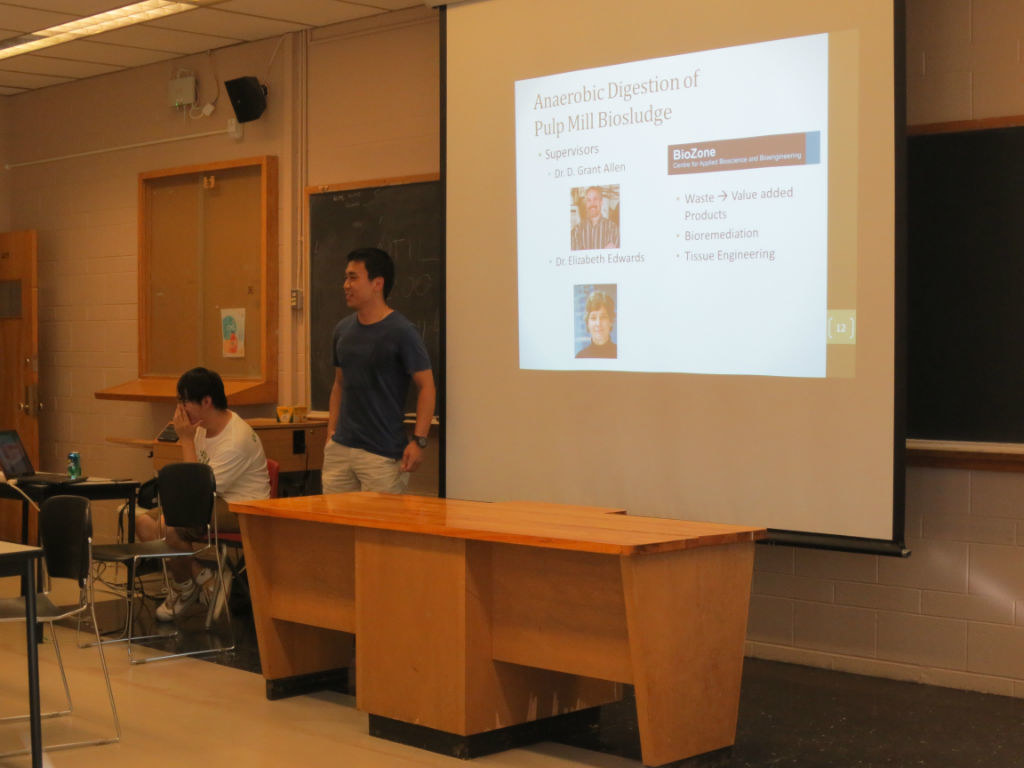 Anaerobic Digestion of
Pulp Mill Biosludge
• Supervisors
• Dr. D. Grant Allen
• Dr. Elizabeth Edwards
BioZone
Centre for Applied Bioscience and Bioengineering
• Waste → Value added
Products
• Bioremediation
• Tissue Engineering
12